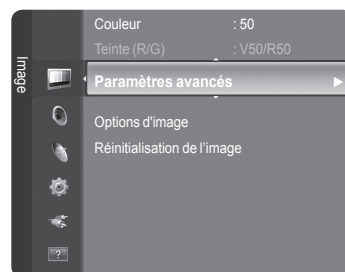 Image
Couleur : 50
Teinte (R/G) : V50/R50
Paramètres avancés
Options d'image
Réinitialisation de l'image
?